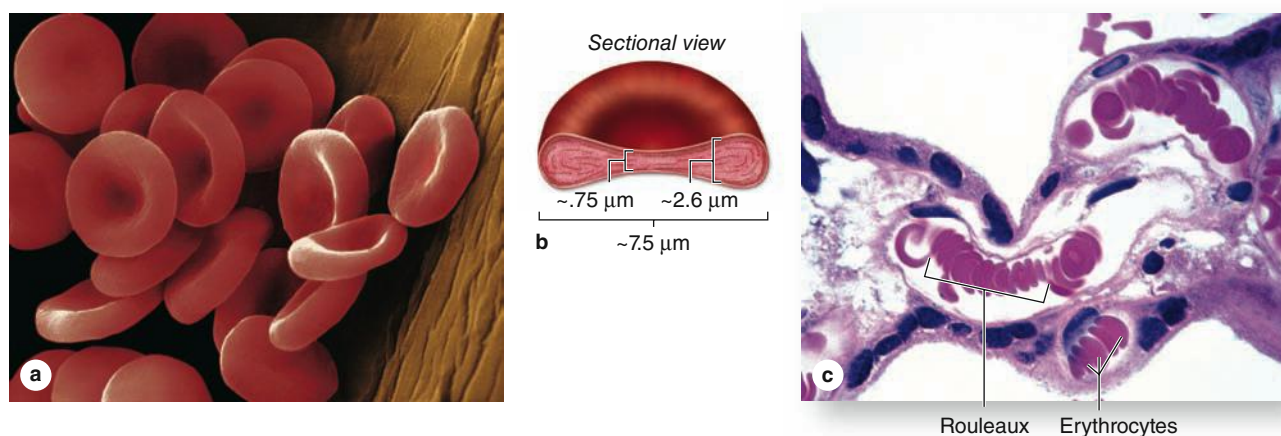 Sectional view
~.75 μm ~2.6 μm
~7.5 μm
a
b
c
Rouleaux Erythrocytes